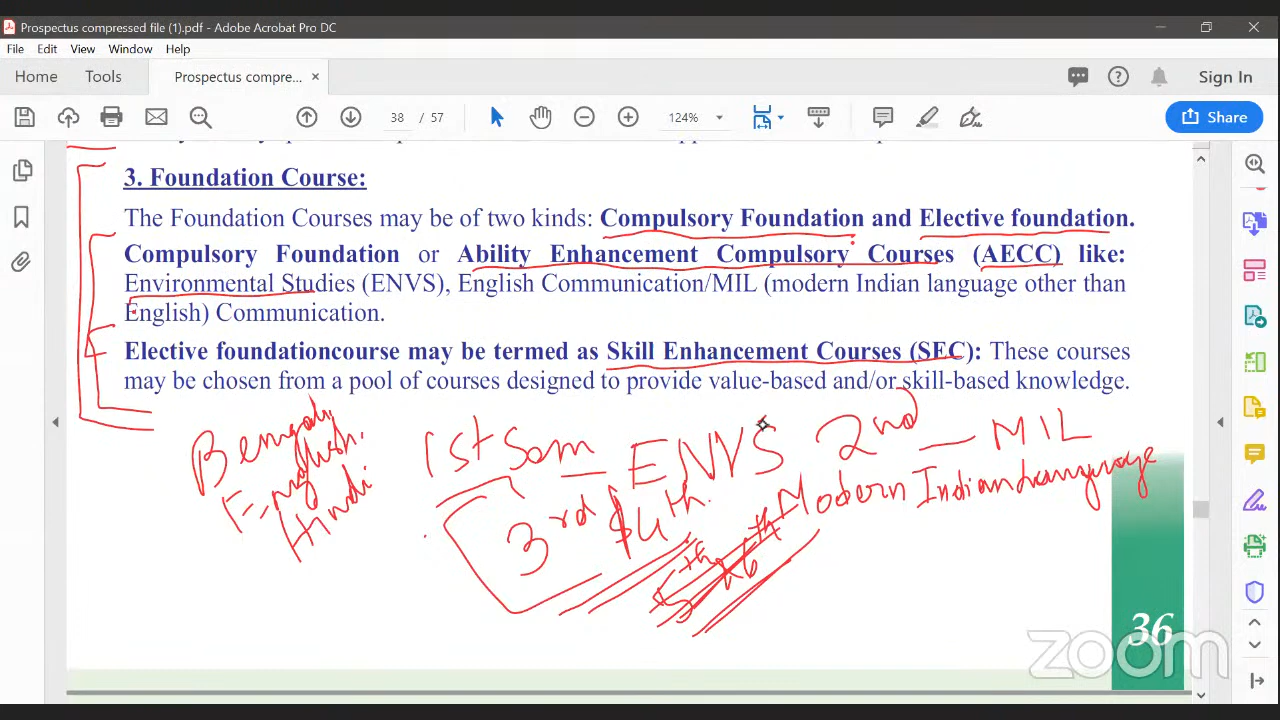 Prospectus compressed file (1).pdf - Adobe Acrobat Pro DC
File Edit View Window Help
Home Tools Prospectus compre... × Sign In
38 / 57 124% Share
3. Foundation Course:
The Foundation Courses may be of two kinds: Compulsory Foundation and Elective foundation.
Compulsory Foundation or Ability Enhancement Compulsory Courses (AECC) like:
Environmental Studies (ENVS), English Communication/MIL (modern Indian language other than
English) Communication.
Elective foundationcourse may be termed as Skill Enhancement Courses (SEC): These courses
may be chosen from a pool of courses designed to provide value-based and/or skill-based knowledge.
Bengali
English
Hindi
1st Sem — ENVS 2nd — MIL
Modern Indian Language
3rd & 4th
5th & 6th
36
zoom